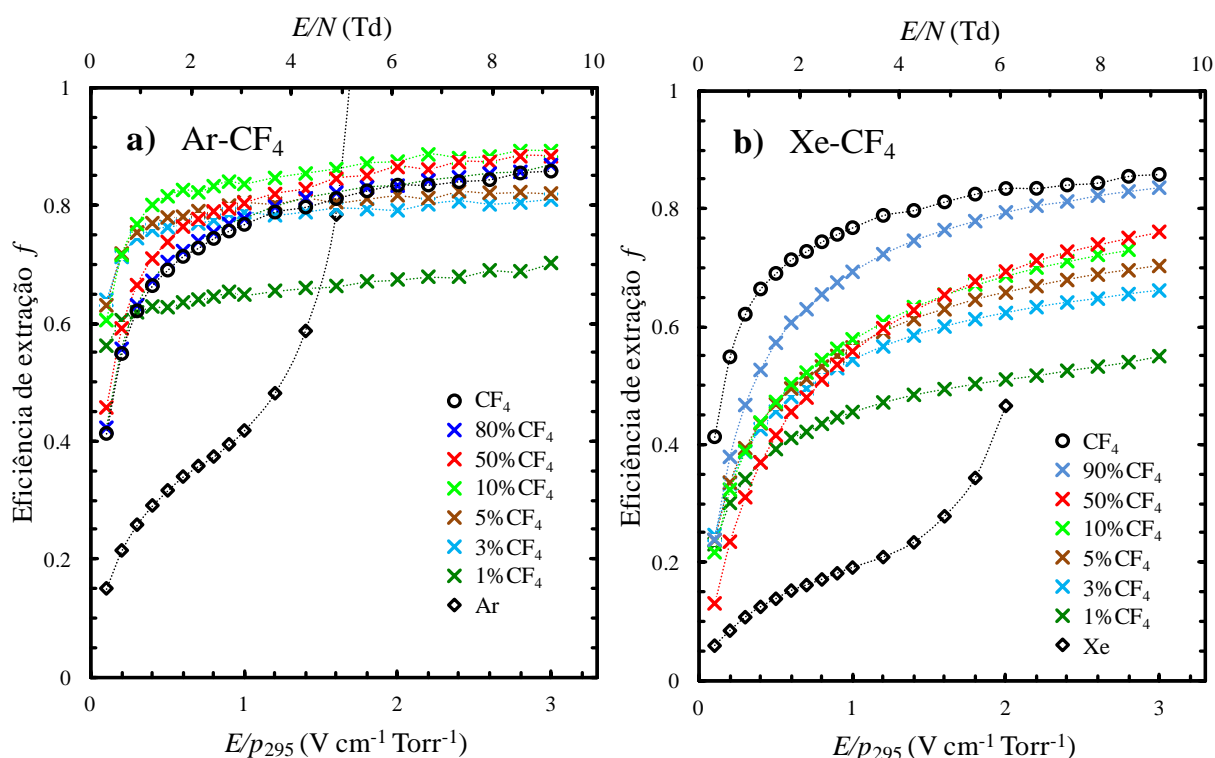 E/N (Td)
0 2 4 6 8 10
Eficiência de extração f
1
0.8
0.6
0.4
0.2
0
a) Ar-CF₄
CF₄
80%CF₄
50%CF₄
10%CF₄
5%CF₄
3%CF₄
1%CF₄
Ar
0 1 2 3
E/p₂₉₅ (V cm⁻¹ Torr⁻¹)
E/N (Td)
0 2 4 6 8 10
Eficiência de extração f
1
0.8
0.6
0.4
0.2
0
b) Xe-CF₄
CF₄
90%CF₄
50%CF₄
10%CF₄
5%CF₄
3%CF₄
1%CF₄
Xe
0 1 2 3
E/p₂₉₅ (V cm⁻¹ Torr⁻¹)